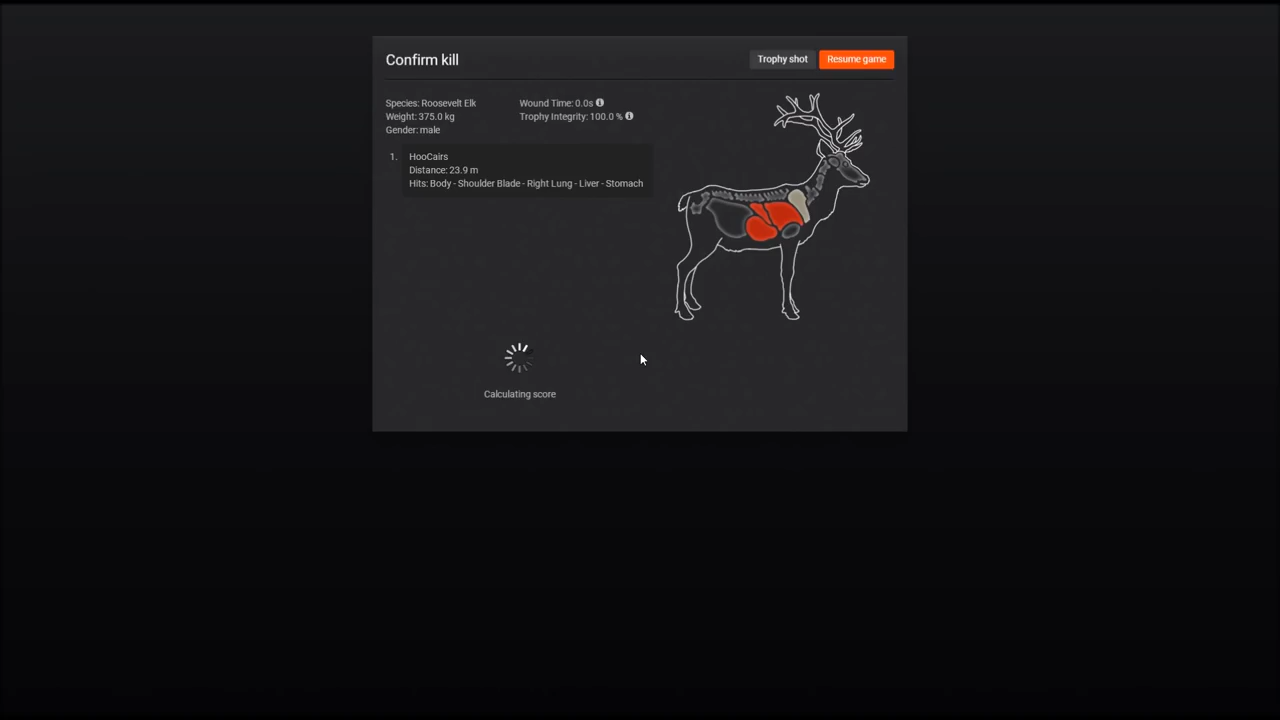 Confirm kill
Trophy shot
Resume game
Species: Roosevelt Elk
Weight: 375.0 kg
Gender: male
Wound Time: 0.0s
Trophy Integrity: 100.0 %
1.
HooCairs
Distance: 23.9 m
Hits: Body - Shoulder Blade - Right Lung - Liver - Stomach
Calculating score